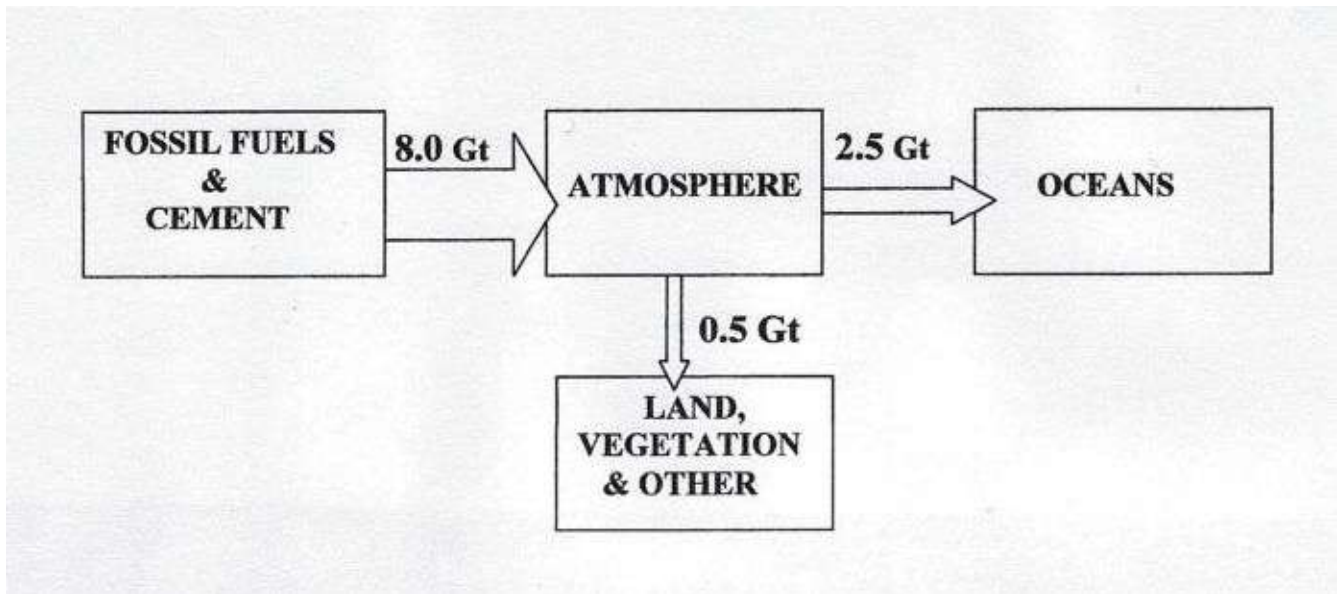 FOSSIL FUELS
&
CEMENT
8.0 Gt
ATMOSPHERE
2.5 Gt
OCEANS
0.5 Gt
LAND,
VEGETATION
& OTHER